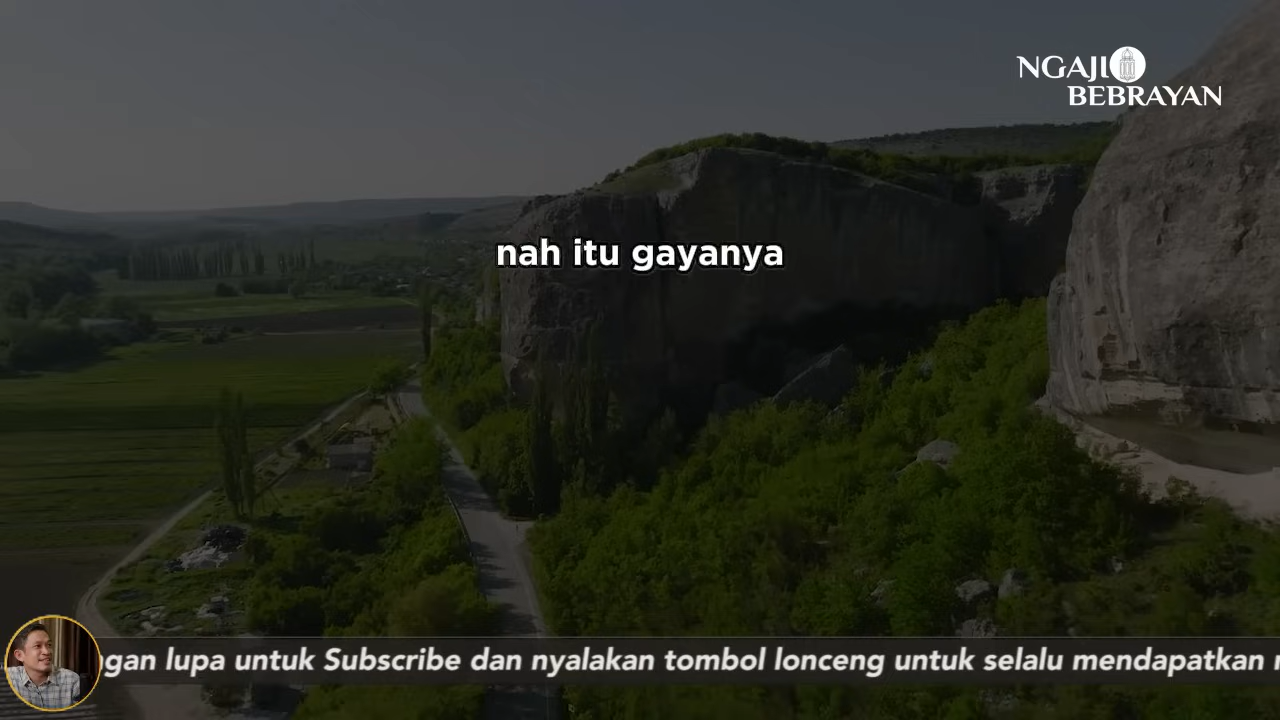 NGAJI
BEBRAYAN
nah itu gayanya
ngan lupa untuk Subscribe dan nyalakan tombol lonceng untuk selalu mendapatkan